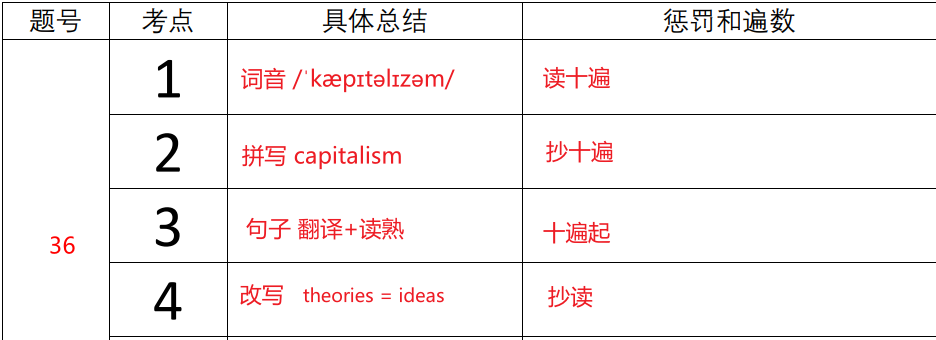 题号 考点 具体总结 惩罚和遍数
36
1 词音 /ˈkæpɪtəlɪzəm/ 读十遍
2 拼写 capitalism 抄十遍
3 句子 翻译+读熟 十遍起
4 改写 theories = ideas 抄读